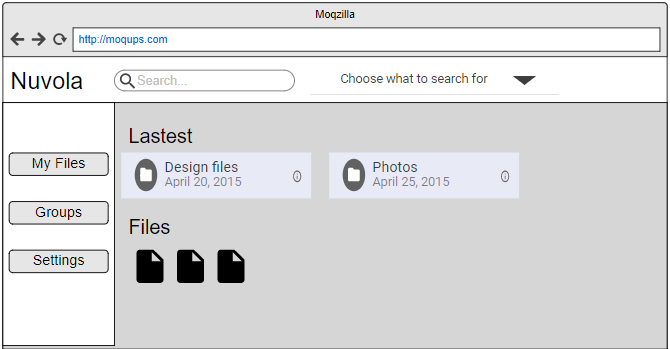 Moqzilla
http://moqups.com
Nuvola
Search...
Choose what to search for
My Files
Groups
Settings
Lastest
Design files
April 20, 2015
Photos
April 25, 2015
Files